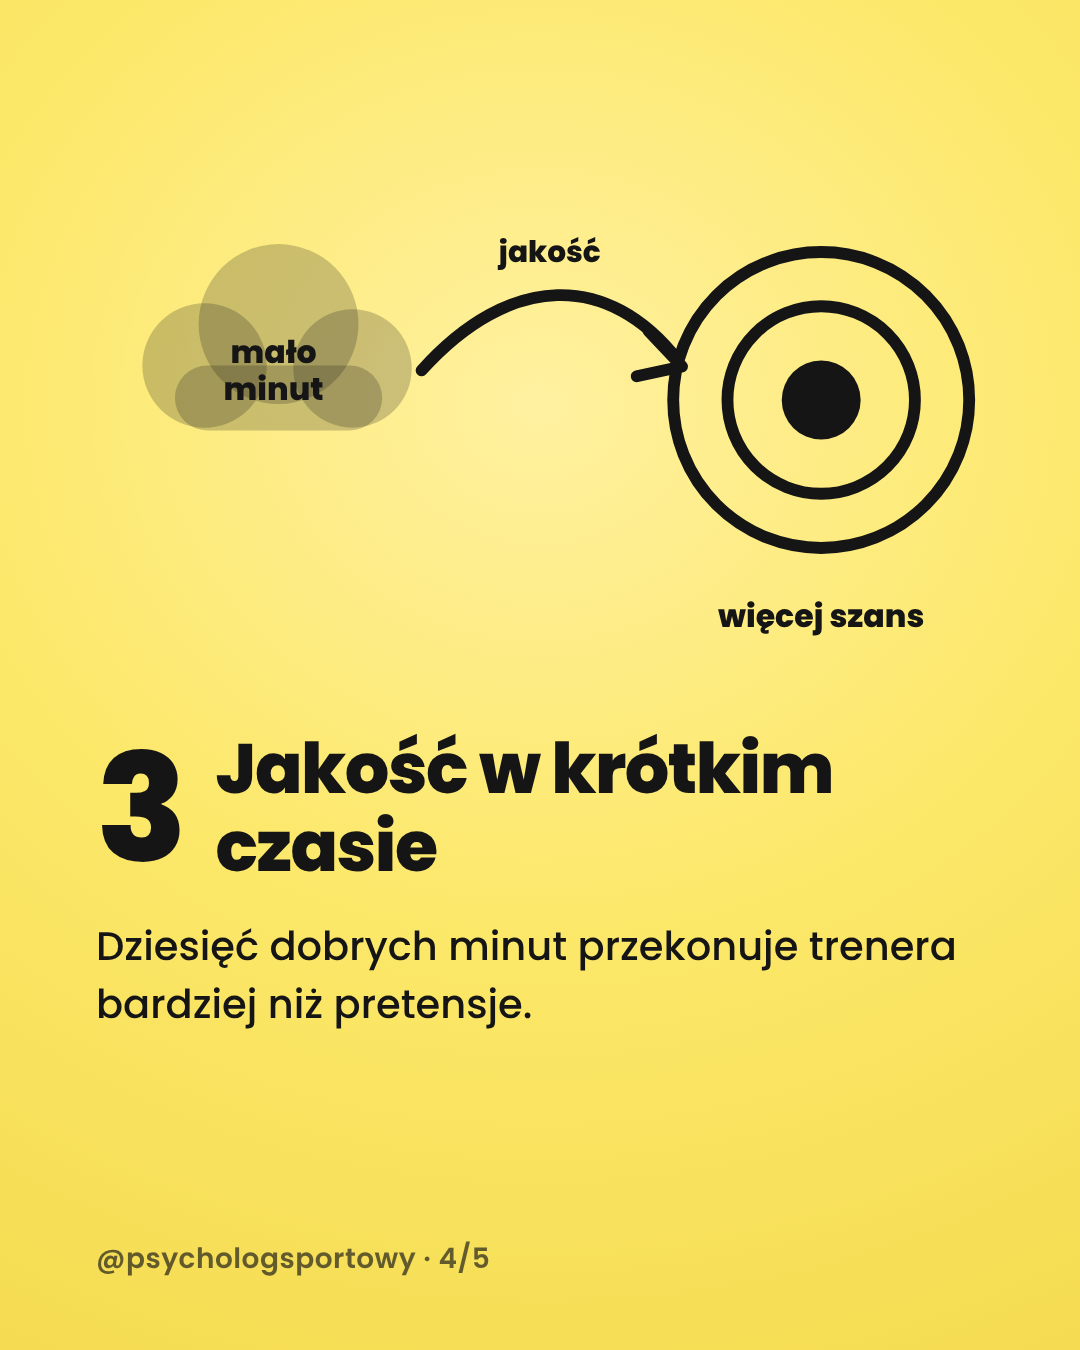 jakość
mało
minut
więcej szans
3
Jakość w krótkim
czasie
Dziesięć dobrych minut przekonuje trenera
bardziej niż pretensje.
@psychologsportowy · 4/5